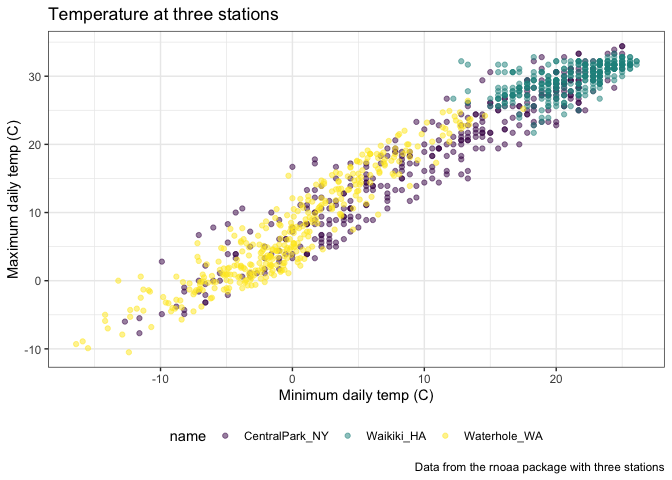 Temperature at three stations
Maximum daily temp (C)
30
20
10
0
-10
-10 0 10 20
Minimum daily temp (C)
name CentralPark_NY Waikiki_HA Waterhole_WA
Data from the rnoaa package with three stations